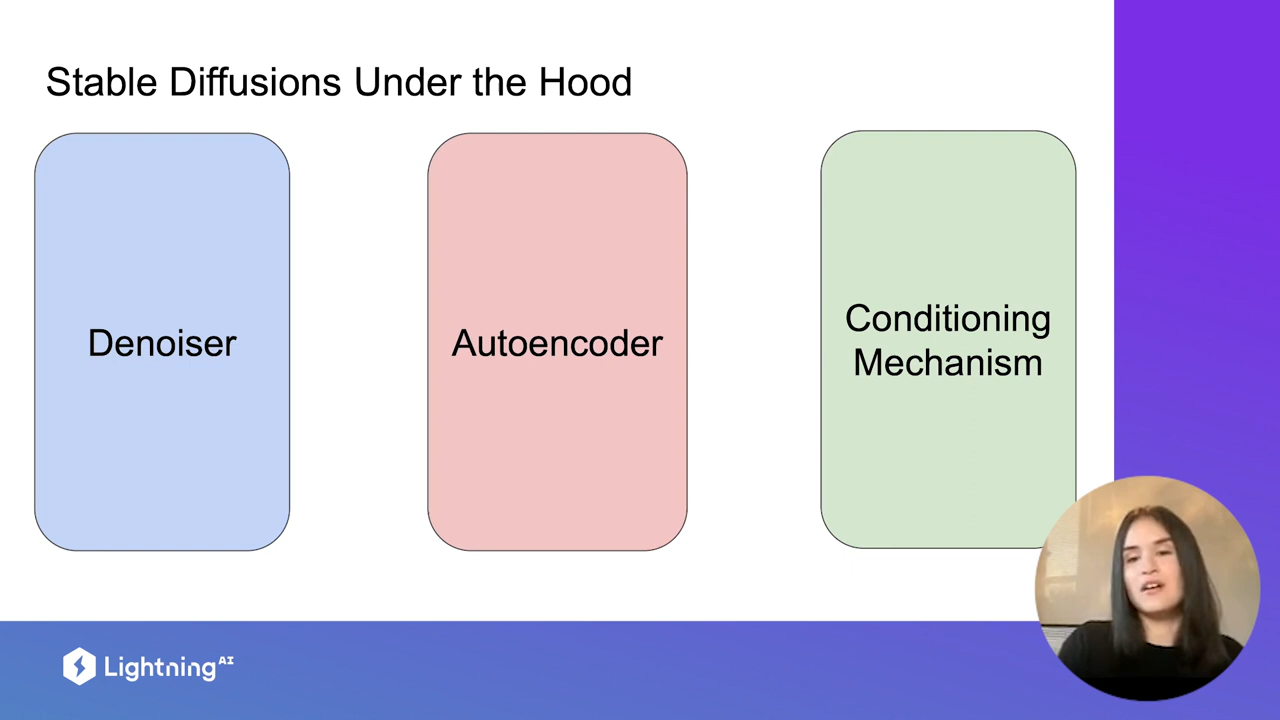 Stable Diffusions Under the Hood
Denoiser
Autoencoder
Conditioning
Mechanism
Lightning AI